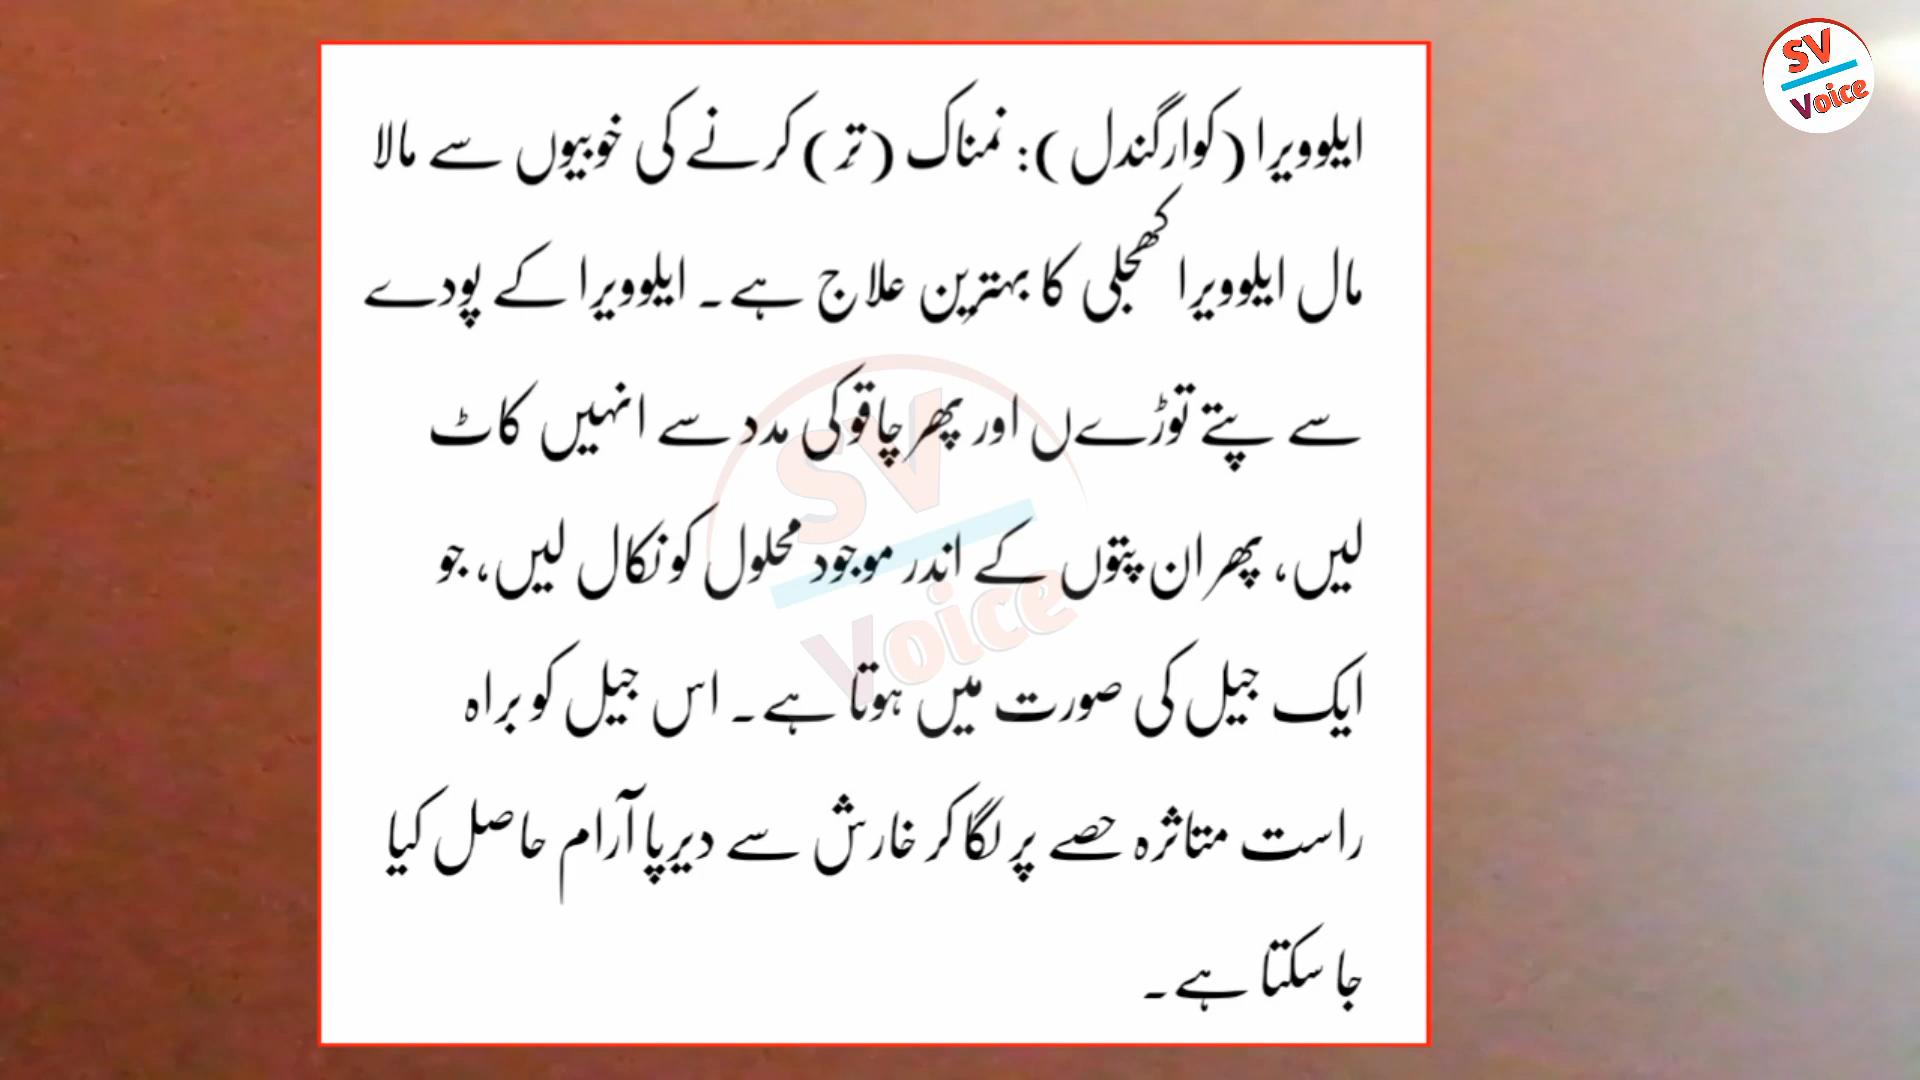 ایلوویرا (کوارگندل): نمناک (تر) کرنے کی خوبیوں سے مالا
مال ایلوویرا کھجلی کا بہترین علاج ہے۔ ایلوویرا کے پودے
سے پتے توڑےں اور پھر چاقو کی مدد سے انہیں کاٹ
لیں، پھر ان پتوں کے اندر موجود محلول کو نکال لیں، جو
ایک جیل کی صورت میں ہوتا ہے۔ اس جیل کو براہ
راست متاثرہ حصے پر لگا کر خارش سے دیرپا آرام حاصل کیا
جا سکتا ہے۔
SV
Voice
SV
Voice